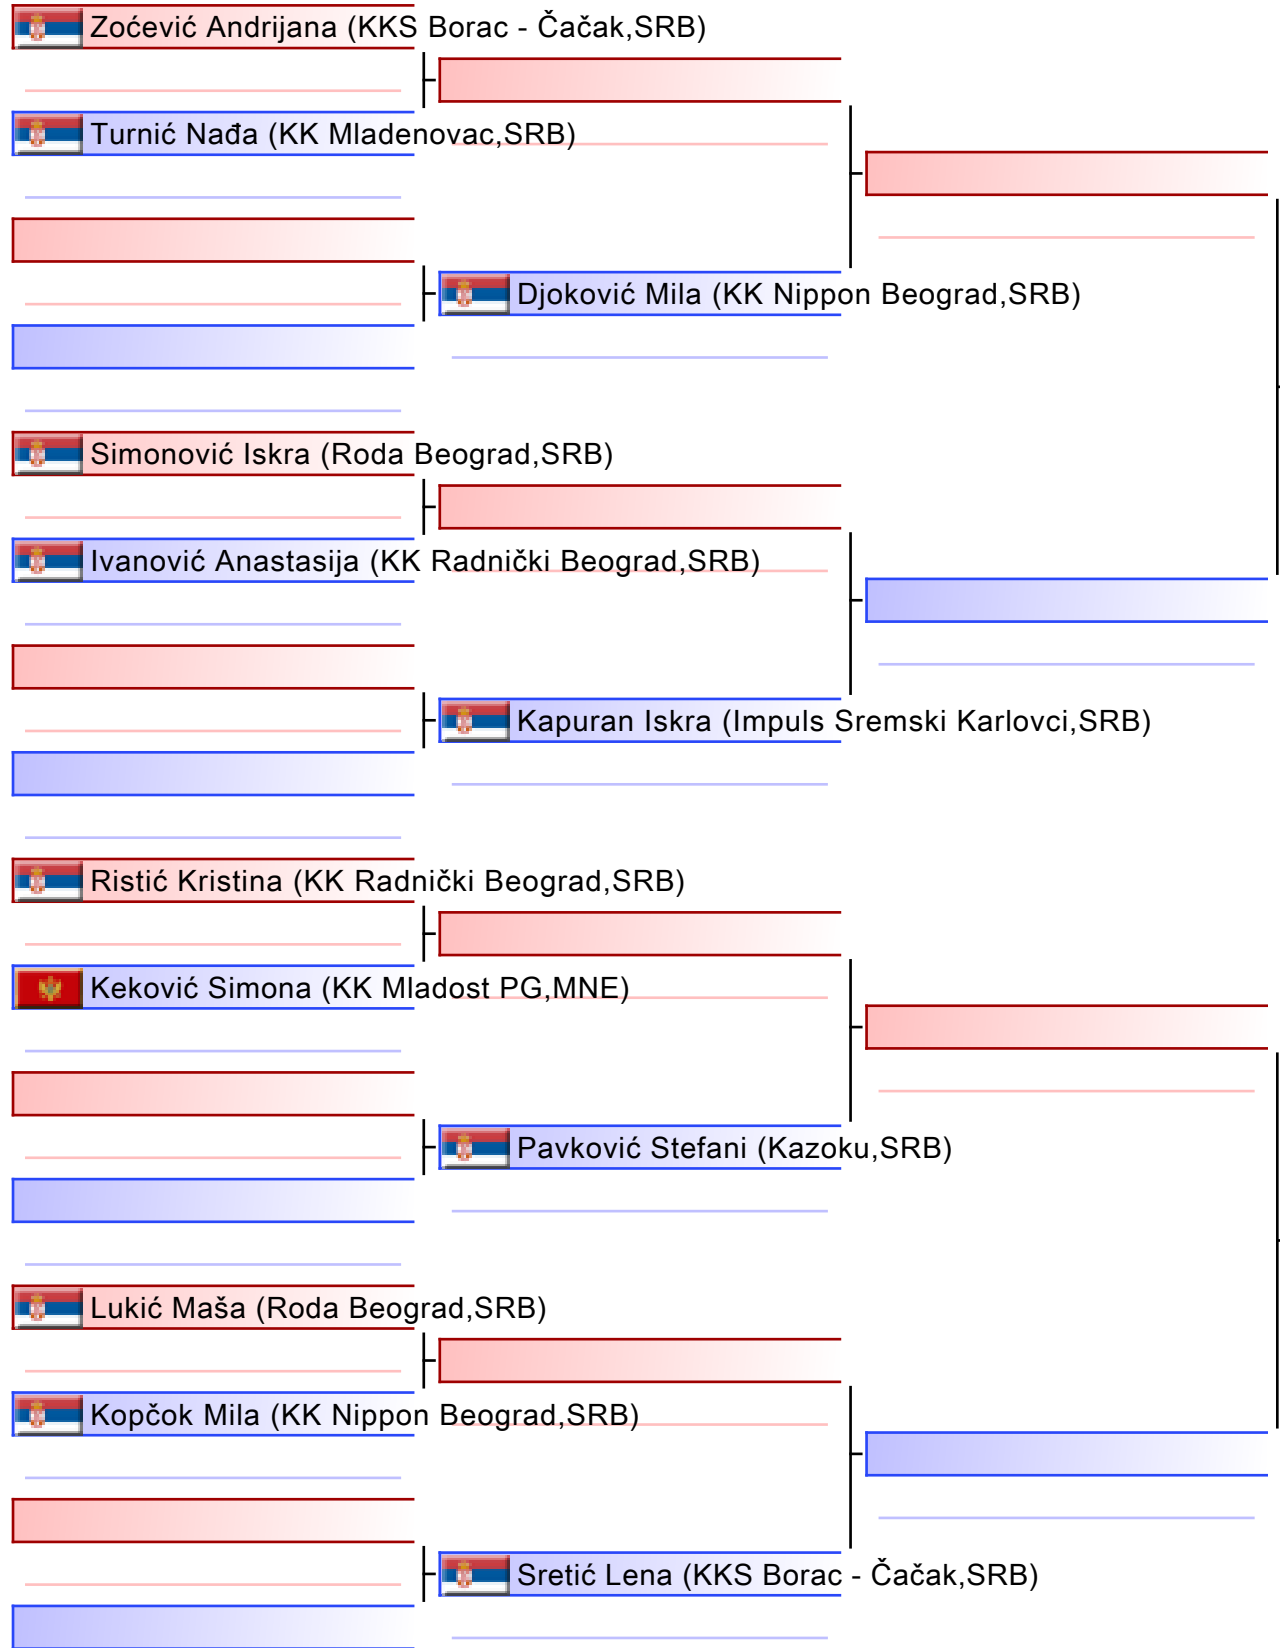 Zoćević Andrijana (KKS Borac - Čačak,SRB)
Turnić Nađa (KK Mladenovac,SRB)
Djoković Mila (KK Nippon Beograd,SRB)
Simonović Iskra (Roda Beograd,SRB)
Ivanović Anastasija (KK Radnički Beograd,SRB)
Kapuran Iskra (Impuls Sremski Karlovci,SRB)
Ristić Kristina (KK Radnički Beograd,SRB)
Keković Simona (KK Mladost PG,MNE)
Pavković Stefani (Kazoku,SRB)
Lukić Maša (Roda Beograd,SRB)
Kopčok Mila (KK Nippon Beograd,SRB)
Sretić Lena (KKS Borac - Čačak,SRB)